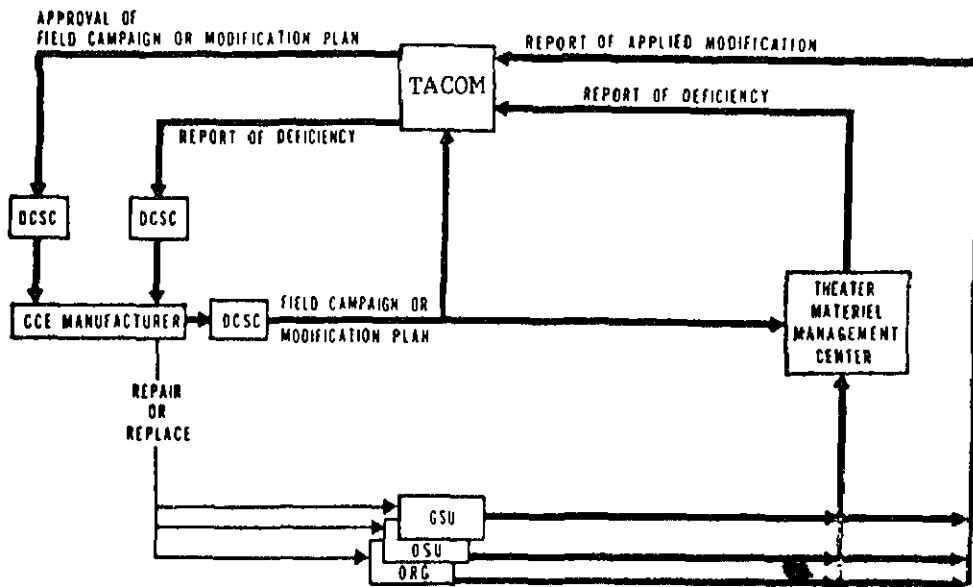 APPROVAL OF
FIELD CAMPAIGN OR MODIFICATION PLAN
REPORT OF APPLIED MODIFICATION
TACOM
REPORT OF DEFICIENCY
REPORT OF DEFICIENCY
DCSC
DCSC
CCE MANUFACTURER
DCSC
FIELD CAMPAIGN OR
MODIFICATION PLAN
THEATER
MATERIEL
MANAGEMENT
CENTER
REPAIR
OR
REPLACE
GSU
DSU
ORG